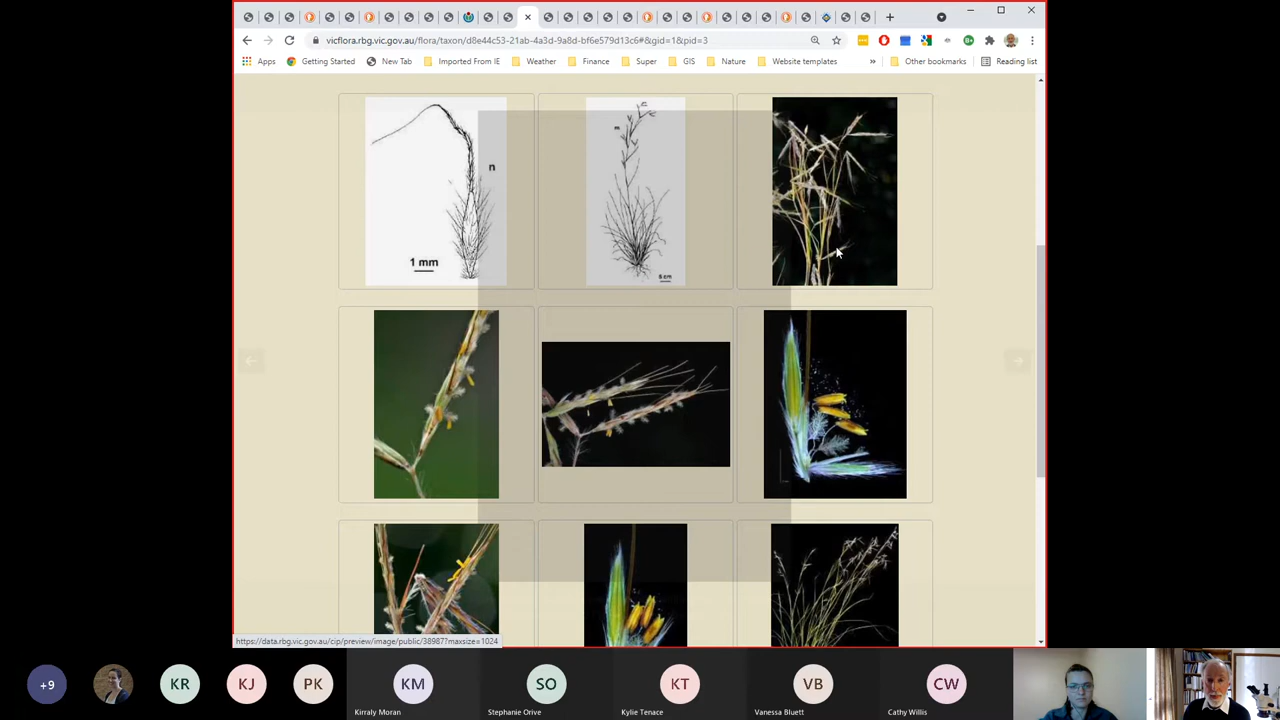 vicflora.rbg.vic.gov.au/flora/taxon/d8e44c53-21ab-4a3d-9a8d-bf6e579d13c6#&gid=1&pid=3
Apps Getting Started New Tab Imported From IE Weather Finance Super GIS Nature Website templates » Other bookmarks Reading list
n
1 mm
m
8 cm
https://data.rbg.vic.gov.au/cip/preview/image/public/38987?maxsize=1024
+9 KR KJ PK KM SO KT VB CW
Kirraly Moran Stephanie Orive Kylie Tenace Vanessa Bluett Cathy Willis